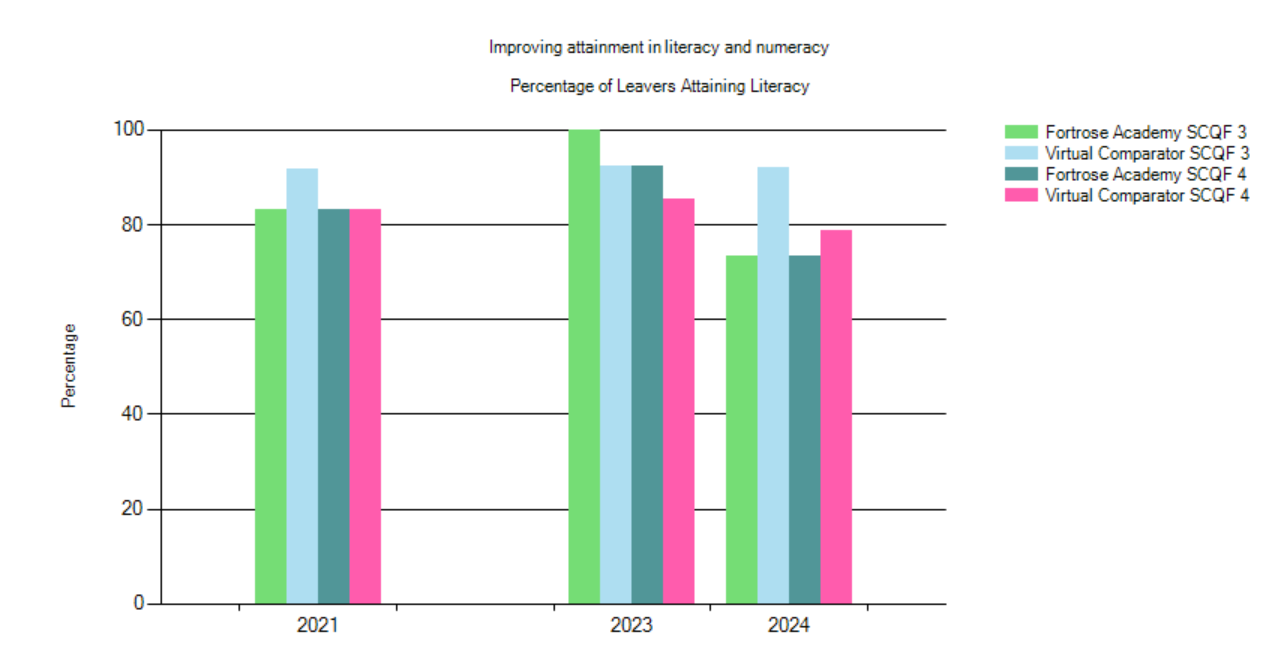 Improving attainment in literacy and numeracy
Percentage of Leavers Attaining Literacy
100
80
60
40
20
0
Percentage
2021 2023 2024
Fortrose Academy SCQF 3
Virtual Comparator SCQF 3
Fortrose Academy SCQF 4
Virtual Comparator SCQF 4